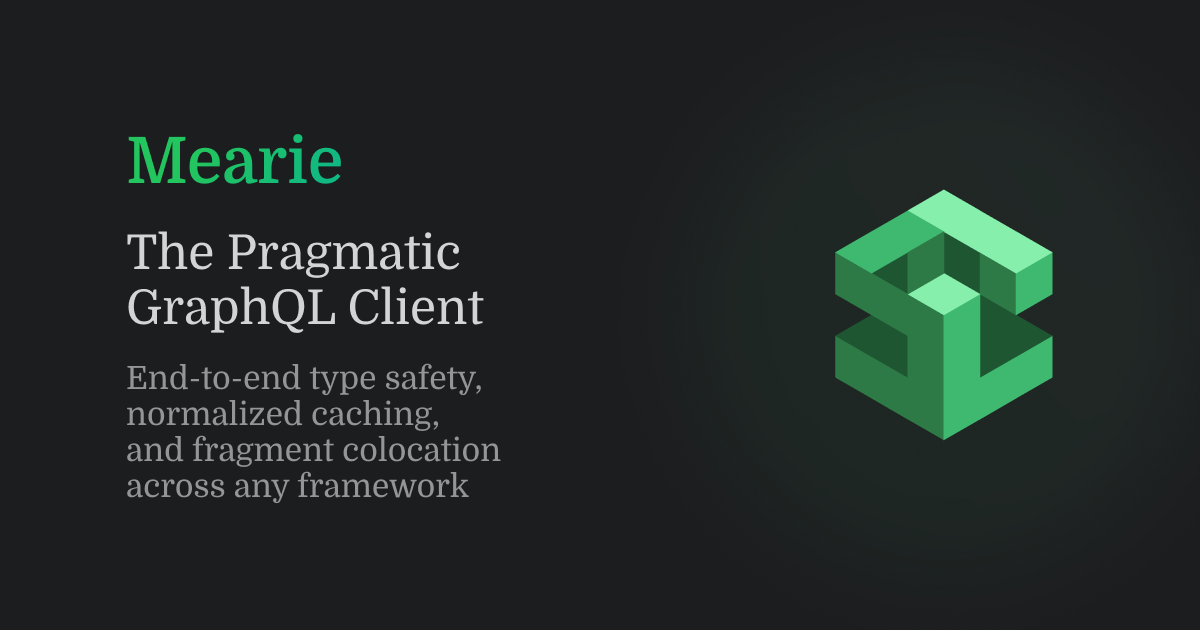 Mearie
The Pragmatic
GraphQL Client
End-to-end type safety,
normalized caching,
and fragment colocation
across any framework